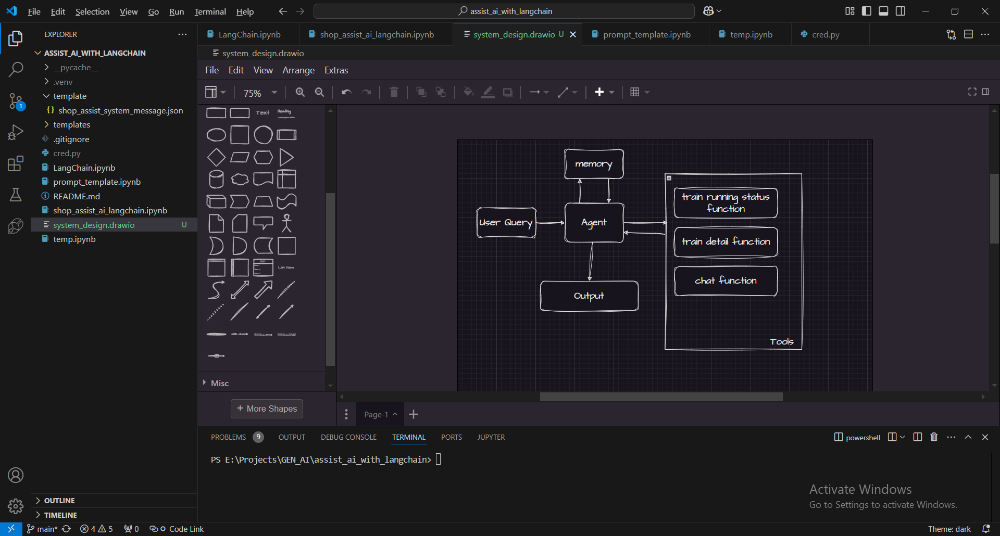 File Edit Selection View Go Run Terminal Help
assist_ai_with_langchain
EXPLORER
ASSIST_AI_WITH_LANGCHAIN
__pycache__
.venv
template
{} shop_assist_system_message.json
templates
.gitignore
cred.py
LangChain.ipynb
prompt_template.ipynb
README.md
shop_assist_ai_langchain.ipynb
system_design.drawio U
temp.ipynb
OUTLINE
TIMELINE
1
LangChain.ipynb shop_assist_ai_langchain.ipynb system_design.drawio U prompt_template.ipynb temp.ipynb cred.py
system_design.drawio
File Edit View Arrange Extras
75%
Text Heading
List
List Item
Misc
+ More Shapes
memory
User Query
Agent
Output
train running status
function
train detail function
chat function
Tools
Page-1
PROBLEMS 9 OUTPUT DEBUG CONSOLE TERMINAL PORTS JUPYTER
powershell
PS E:\Projects\GEN_AI\assist_ai_with_langchain>
Activate Windows
Go to Settings to activate Windows.
main* 4 5 0 Code Link
Theme: dark